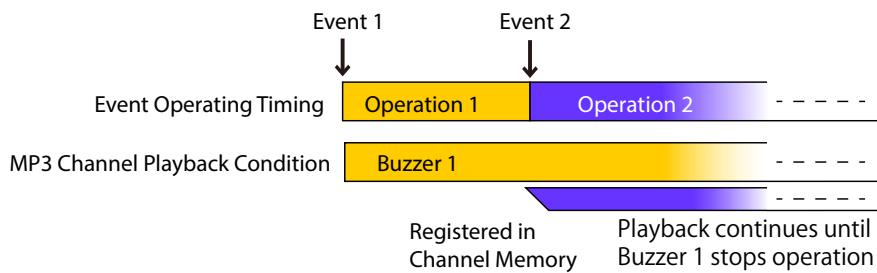 Event 1
Event 2
Event Operating Timing
Operation 1
Operation 2
MP3 Channel Playback Condition
Buzzer 1
Registered in
Channel Memory
Playback continues until
Buzzer 1 stops operation